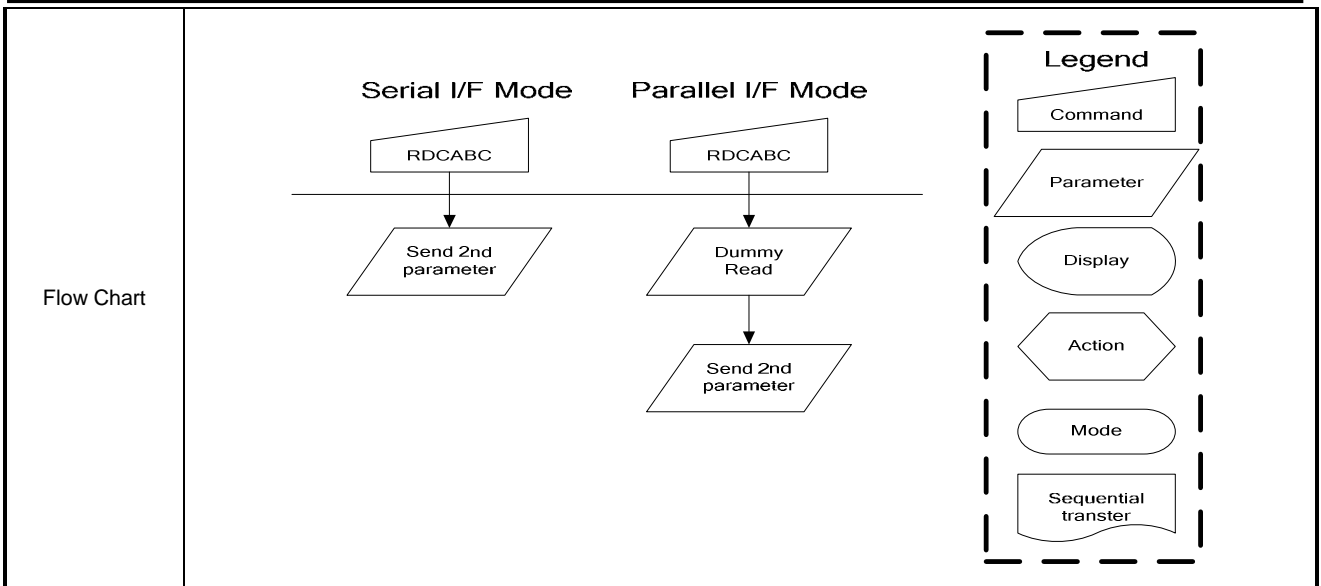 Flow Chart
Serial I/F Mode
RDCABC
Send 2nd
parameter
Parallel I/F Mode
RDCABC
Dummy
Read
Send 2nd
parameter
Legend
Command
Parameter
Display
Action
Mode
Sequential
transter